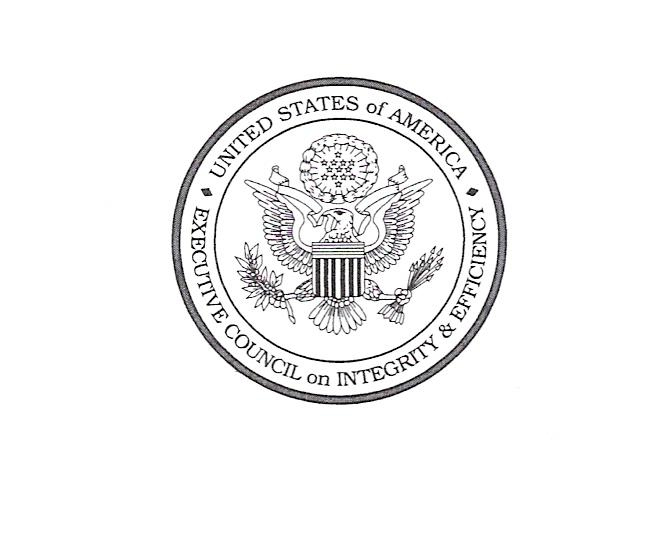 UNITED STATES of AMERICA
EXECUTIVE COUNCIL on INTEGRITY & EFFICIENCY